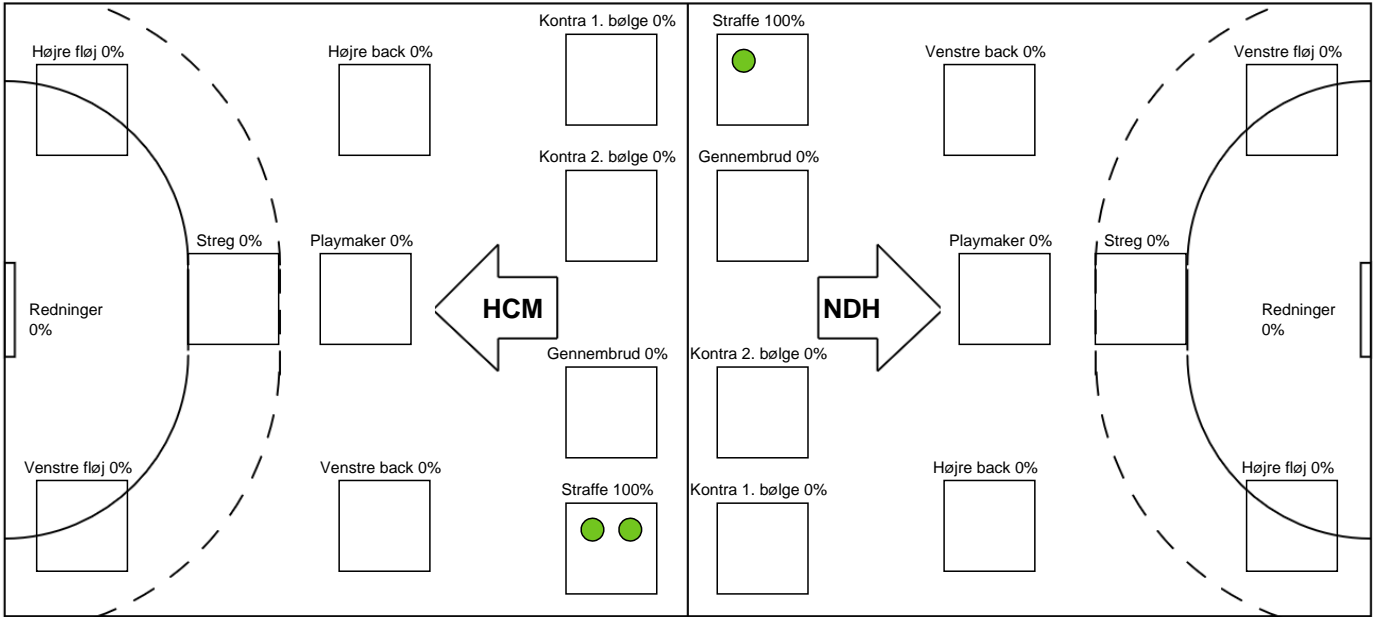 Kontra 1. bølge 0%
Straffe 100%
Højre fløj 0%
Højre back 0%
Venstre back 0%
Venstre fløj 0%
Kontra 2. bølge 0%
Gennembrud 0%
Streg 0%
Playmaker 0%
Playmaker 0%
Streg 0%
Redninger
0%
HCM
NDH
Redninger
0%
Gennembrud 0%
Kontra 2. bølge 0%
Venstre fløj 0%
Venstre back 0%
Højre back 0%
Højre fløj 0%
Straffe 100%
Kontra 1. bølge 0%